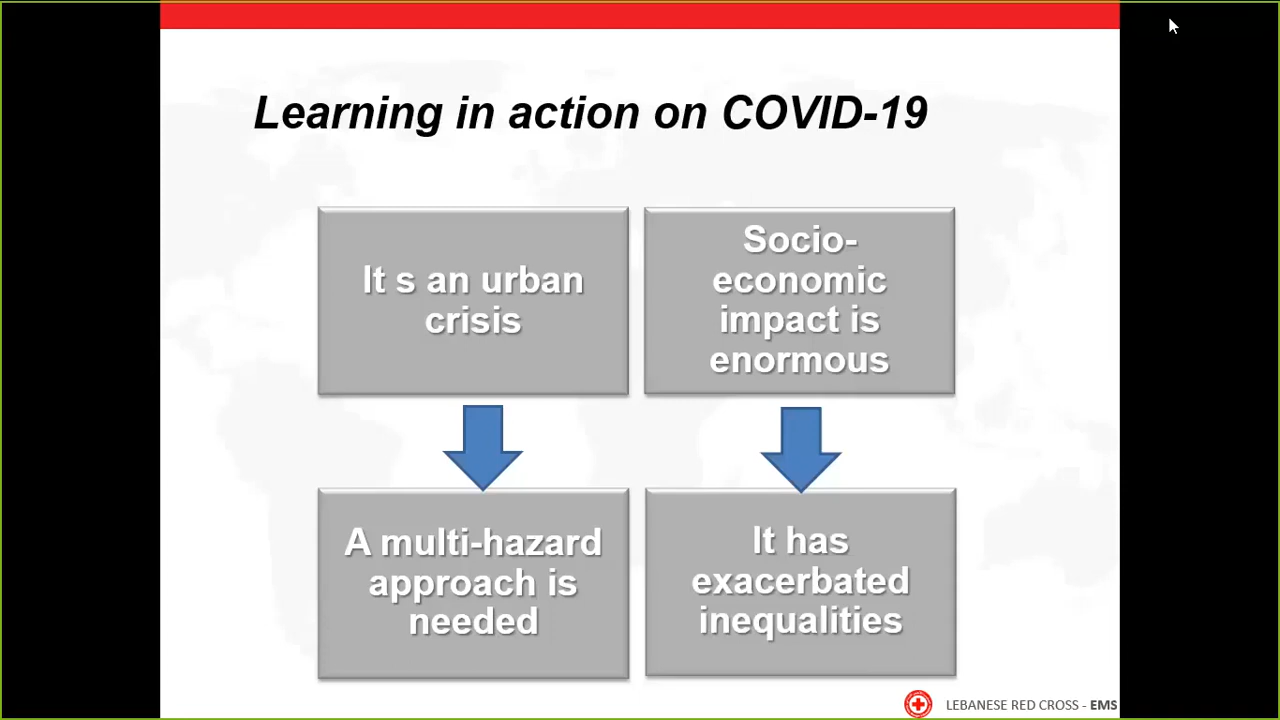 Learning in action on COVID-19
It s an urban
crisis
Socio-
economic
impact is
enormous
A multi-hazard
approach is
needed
It has
exacerbated
inequalities
LEBANESE RED CROSS - EMS